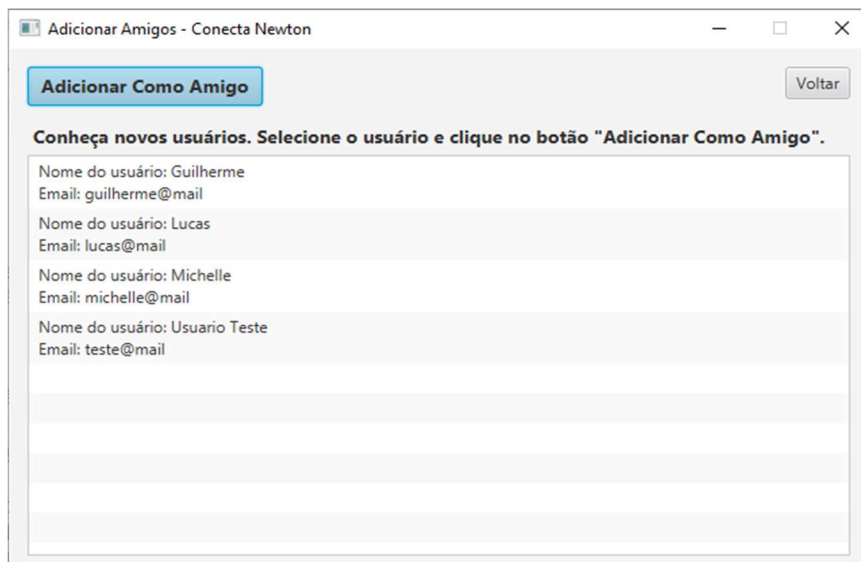 Adicionar Amigos - Conecta Newton
Adicionar Como Amigo
Voltar
Conheça novos usuários. Selecione o usuário e clique no botão "Adicionar Como Amigo".
Nome do usuário: Guilherme
Email: guilherme@mail
Nome do usuário: Lucas
Email: lucas@mail
Nome do usuário: Michelle
Email: michelle@mail
Nome do usuário: Usuario Teste
Email: teste@mail